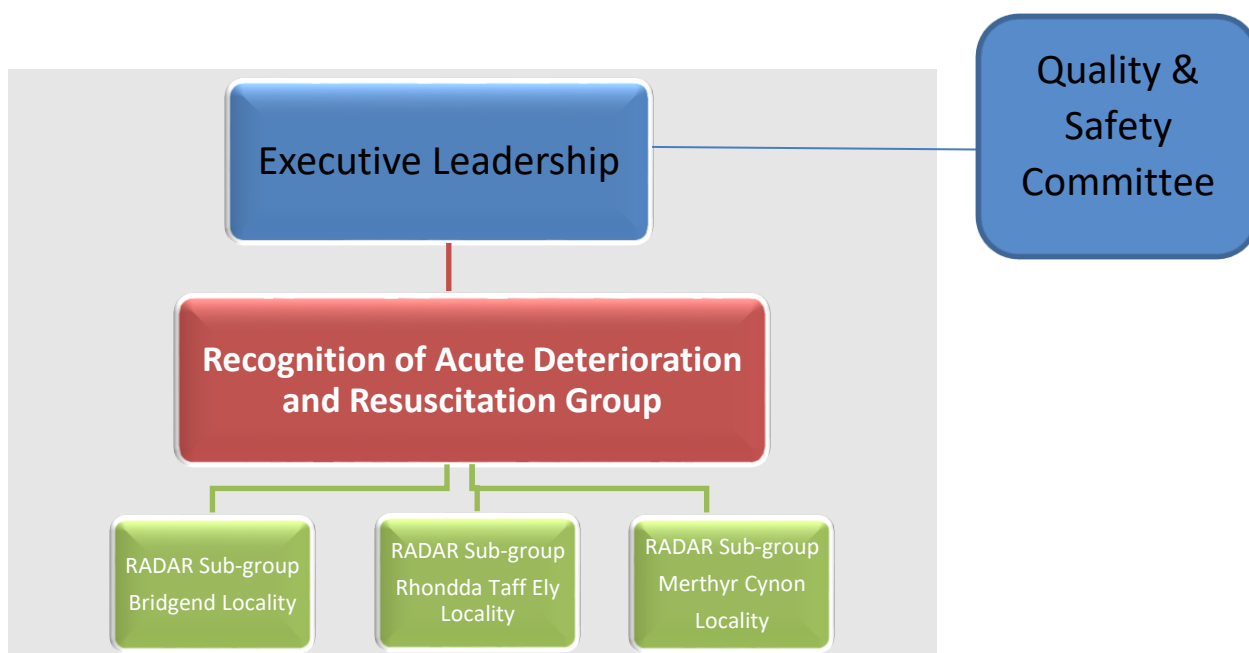 Quality &
Safety
Committee
Executive Leadership
Recognition of Acute Deterioration
and Resuscitation Group
RADAR Sub-group
Bridgend Locality
RADAR Sub-group
Rhondda Taff Ely
Locality
RADAR Sub-group
Merthyr Cynon
Locality